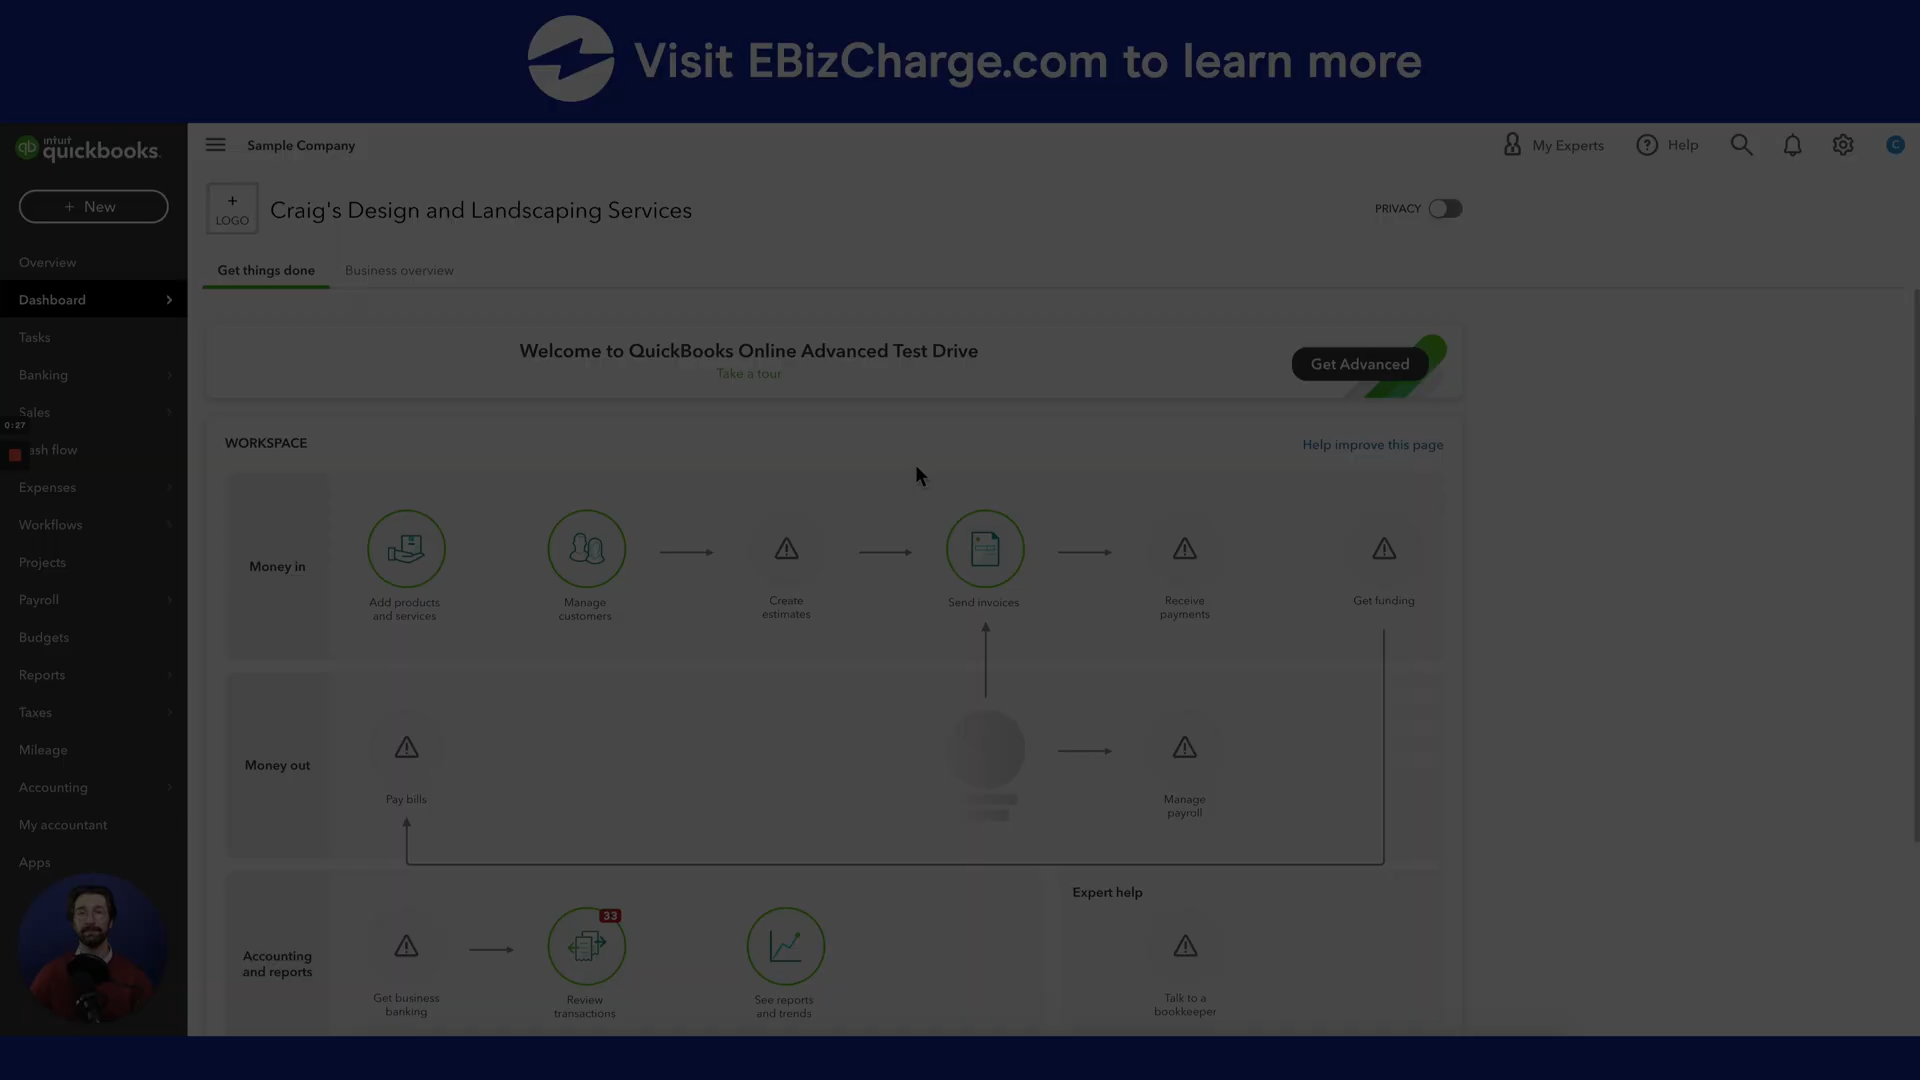 Visit EBizCharge.com to learn more
intuit
quickbooks.
Sample Company
My Experts
? Help
C
+ New
+
LOGO
Craig's Design and Landscaping Services
PRIVACY
Overview
Dashboard
Tasks
Banking
Sales
0:27
ash flow
Expenses
Workflows
Projects
Payroll
Budgets
Reports
Taxes
Mileage
Accounting
My accountant
Apps
Get things done
Business overview
Welcome to QuickBooks Online Advanced Test Drive
Take a tour
Get Advanced
WORKSPACE
Help improve this page
Money in
Add products
and services
Manage
customers
Create
estimates
Send invoices
Receive
payments
Get funding
Money out
Pay bills
Manage
payroll
Accounting
and reports
Get business
banking
33
Review
transactions
See reports
and trends
Expert help
Talk to a
bookkeeper